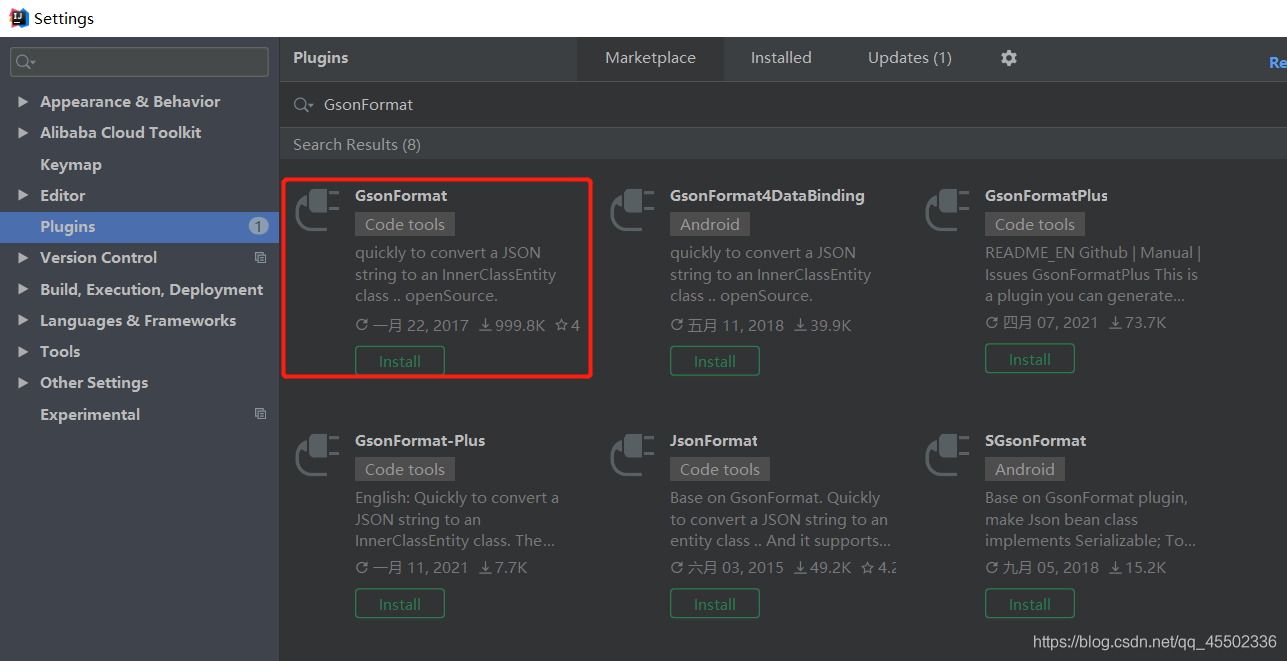 Settings
Appearance & Behavior
Alibaba Cloud Toolkit
Keymap
Editor
Plugins
1
Version Control
Build, Execution, Deployment
Languages & Frameworks
Tools
Other Settings
Experimental
Plugins
Marketplace
Installed
Updates (1)
Re
GsonFormat
Search Results (8)
GsonFormat
Code tools
quickly to convert a JSON
string to an InnerClassEntity
class .. openSource.
一月 22, 2017 999.8K 4
Install
GsonFormat4DataBinding
Android
quickly to convert a JSON
string to an InnerClassEntity
class .. openSource.
五月 11, 2018 39.9K
Install
GsonFormatPlus
Code tools
README_EN Github | Manual |
Issues GsonFormatPlus This is
a plugin you can generate...
四月 07, 2021 73.7K
Install
GsonFormat-Plus
Code tools
English: Quickly to convert a
JSON string to an
InnerClassEntity class. The...
一月 11, 2021 7.7K
Install
JsonFormat
Code tools
Base on GsonFormat. Quickly
to convert a JSON string to an
entity class .. And it supports...
六月 03, 2015 49.2K 4.2
Install
SGsonFormat
Android
Base on GsonFormat plugin,
make Json bean class
implements Serializable; To...
九月 05, 2018 15.2K
Install
https://blog.csdn.net/qq_45502336